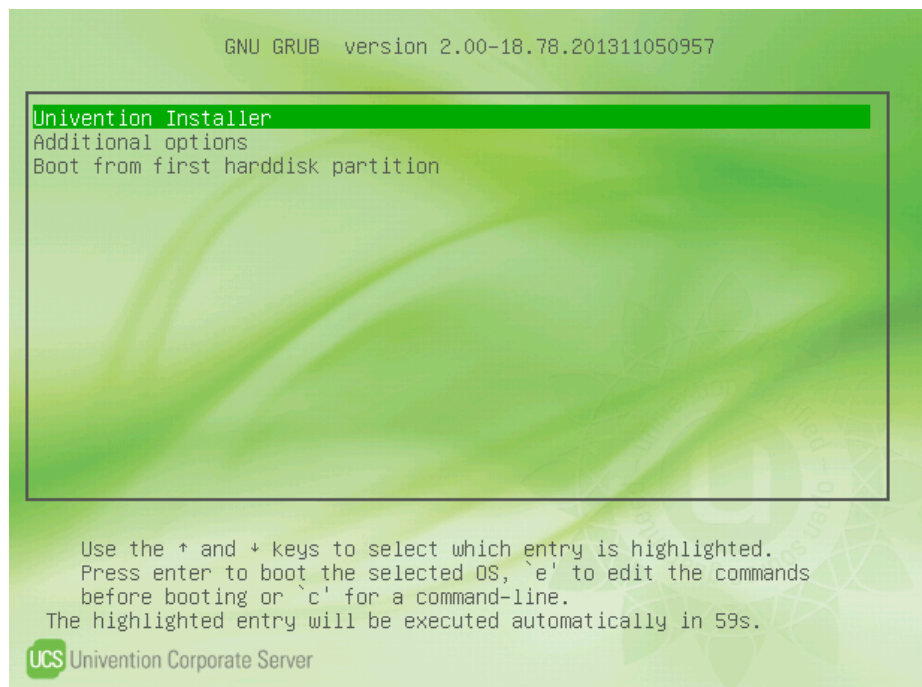 GNU GRUB version 2.00-18.78.201311050957
Univention Installer
Additional options
Boot from first harddisk partition
Use the ↑ and ↓ keys to select which entry is highlighted.
Press enter to boot the selected OS, `e' to edit the commands
before booting or `c' for a command-line.
The highlighted entry will be executed automatically in 59s.
UCS Univention Corporate Server